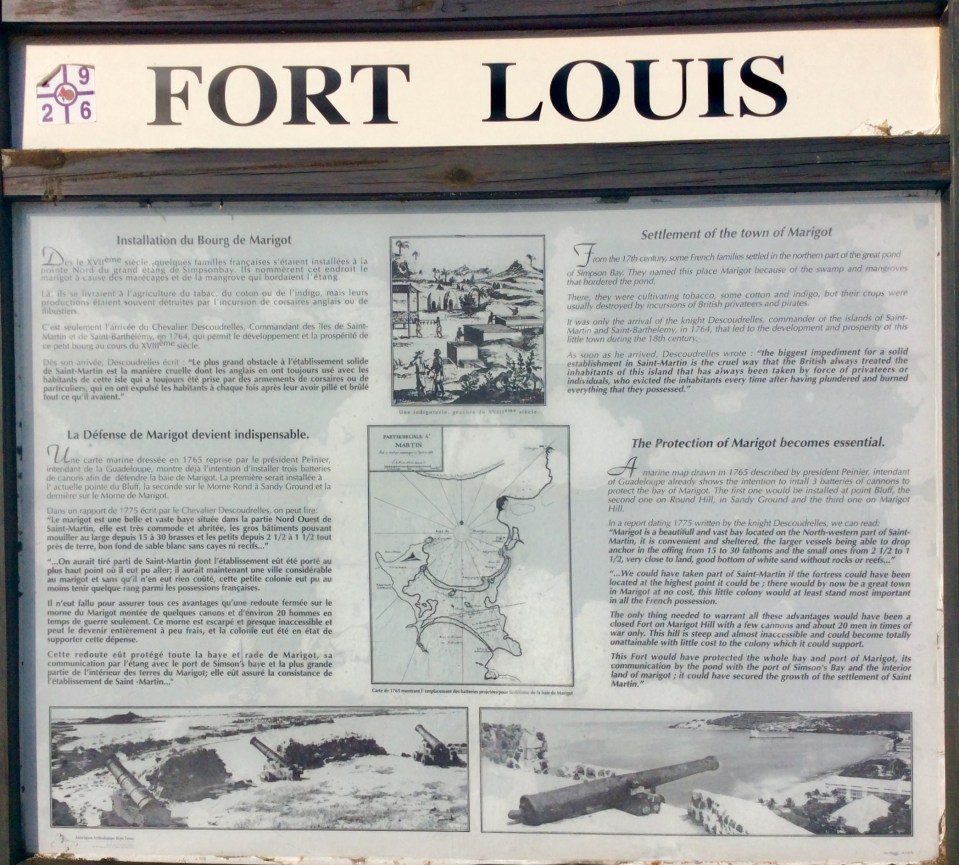 9
2 6
FORT LOUIS
Installation du Bourg de Marigot
Dès le XVIIème siècle, quelques familles françaises s'étaient installées à la
pointe Nord du grand étang de Simpsonbay. Ils nommèrent cet endroit le
marigot à cause des marécages et de la mangrove qui bordaient l'étang.
Là, ils se livraient à l'agriculture du tabac, du coton ou de l'indigo, mais leurs
productions étaient souvent détruites par l'incursion de corsaires anglais ou de
flibustiers.
C'est seulement l'arrivée du Chevalier Descoudrelles, Commandant des îles de Saint-
Martin et de Saint-Barthélemy, en 1764, qui permit le développement et la prospérité de
ce petit bourg au cours du XVIIIème siècle.
Dès son arrivée, Descoudrelles écrit : "Le plus grand obstacle à l'établissement solide
de Saint-Martin est la manière cruelle dont les anglais en ont toujours usé avec les
habitants de cette isle qui a toujours été prise par des armements de corsaires ou de
particuliers, qui en ont expulsé les habitants à chaque fois apres leur avoir pillé et brûlé
tout ce qu'il avaient."
La Défense de Marigot devient indispensable.
Une carte marine dressée en 1765 reprise par le président Peinier,
intendant de la Guadeloupe, montre déjà l'intention d'installer trois batteries
de canons afin de défendre la baie de Marigot. La première serait installée à
l'actuelle pointe du Bluff, la seconde sur le Morne Rond à Sandy Ground et la
dernière sur le Morne de Marigot.
Dans un rapport de 1775 écrit par le Chevalier Descoudrelles, on peut lire:
"Le marigot est une belle et vaste baye située dans la partie Nord Ouest de
Saint-Martin, elle est très commode et abritée, les gros bâtiments pouvant
mouiller au large depuis 15 à 30 brasses et les petits depuis 2 1/2 à 1 1/2 tout
près de terre, bon fond de sable blanc sans cayes ni recifs..."
"...On aurait tiré parti de Saint-Martin dont l'établissement eût été porté au
plus haut point où il eut pu aller; il aurait maintenant une ville considérable
au marigot et sans qu'il n'en eut rien coûté, cette petite colonie eut pu au
moins tenir quelque rang parmi les possessions françaises.
Il n'eut fallu pour assurer tous ces avantages qu'une redoute fermée sur le
morne du Marigot montée de quelques canons et d'environ 20 hommes en
temps de guerre seulement. Ce morne est escarpé et presque inaccessible et
peut le devenir entièrement à peu frais, et la colonie eut été en état de
supporter cette dépense.
Cette redoute eût protégé toute la baye et rade de Marigot, sa
communication par l'étang avec le port de Simson's baye et la plus grande
partie de l'intérieur des terres du Marigot; elle eût assuré la consistance de
l'établissement de Saint -Martin..."
Une indigoterie, gravure du XVIIIème siècle.
PARTIE DE L'ISLE St
MARTIN
Carte de 1765 montrant l'emplacement des batteries projetées pour la défense de la baie de Marigot
Settlement of the town of Marigot
From the 17th century, some French families settled in the northern part of the great pond
of Simpson Bay. They named this place Marigot because of the swamp and mangroves
that bordered the pond.
There, they were cultivating tobacco, some cotton and indigo, but their crops were
usually destroyed by incursions of British privateers and pirates.
It was only the arrival of the knight Descoudrelles, commander of the islands of Saint-
Martin and Saint-Barthelemy, in 1764, that led to the development and prosperity of this
little town during the 18th century.
As soon as he arrived, Descoudrelles wrote : "the biggest impediment for a solid
establishment in Saint-Martin is the cruel way that the British always treated the
inhabitants of this island that has always been taken by force of privateers or
individuals, who evicted the inhabitants every time after having plundered and burned
everything that they possessed."
The Protection of Marigot becomes essential.
A marine map drawn in 1765 described by president Peinier, intendant
of Guadeloupe already shows the intention to intall 3 batteries of cannons to
protect the bay of Marigot. The first one would be installed at point Bluff, the
second one on Round Hill, in Sandy Ground and the third one on Marigot
Hill.
In a report dating 1775 written by the knight Descoudrelles, we can read:
"Marigot is a beautifull and vast bay located on the North-western part of Saint-
Martin, it is convenient and sheltered, the larger vessels being able to drop
anchor in the offing from 15 to 30 fathoms and the small ones from 2 1/2 to 1
1/2, very close to land, good bottom of white sand without rocks or reefs..."
"...We could have taken part of Saint-Martin if the fortress could have been
located at the highest point it could be ; there would by now be a great town
in Marigot at no cost, this little colony would at least stand most important
in all the French possession.
The only thing needed to warrant all these advantages would have been a
closed Fort on Marigot Hill with a few cannons and about 20 men in times of
war only. This hill is steep and almost inaccessible and could become totally
unattainable with little cost to the colony which it could support.
This Fort would have protected the whole bay and port of Marigot, its
communication by the pond with the port of Simson's Bay and the interior
land of marigot ; it could have secured the growth of the settlement of Saint
Martin."